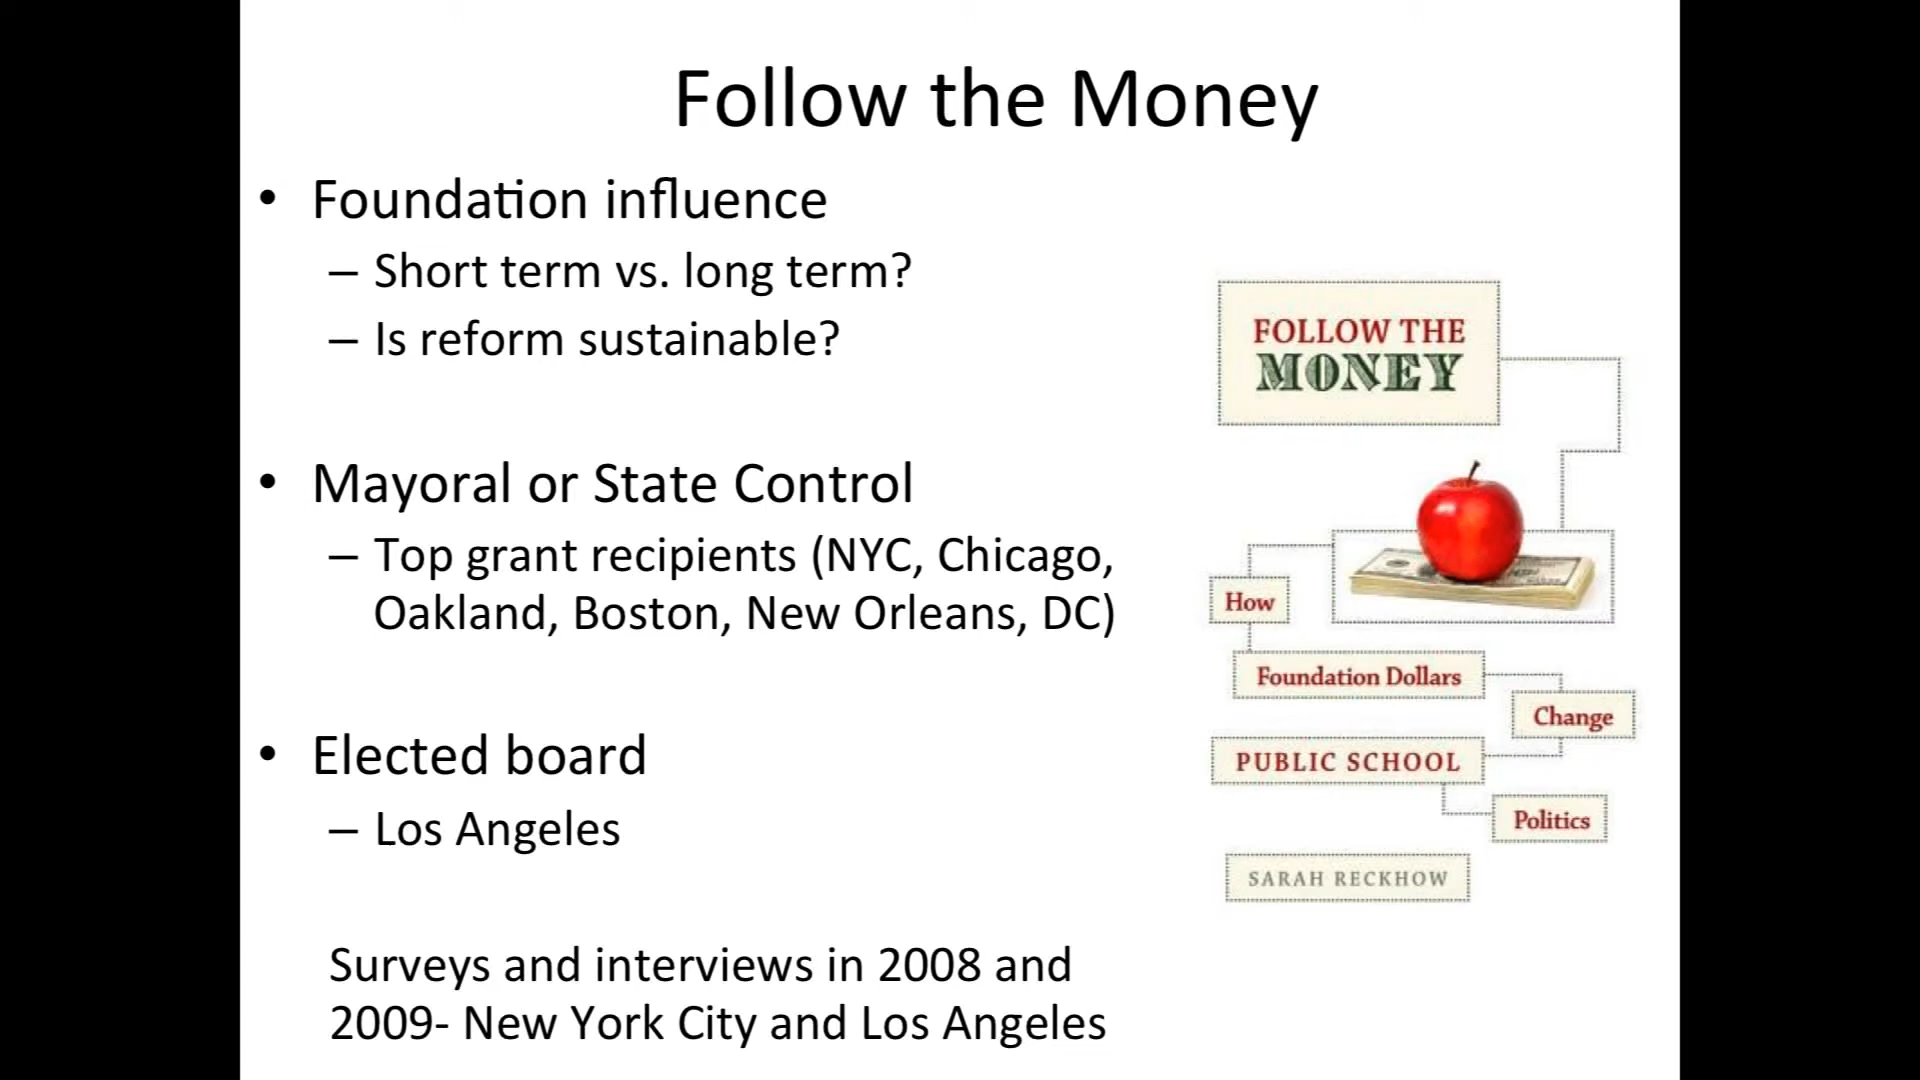 Follow the Money
• Foundation influence
– Short term vs. long term?
– Is reform sustainable?
• Mayoral or State Control
– Top grant recipients (NYC, Chicago,
Oakland, Boston, New Orleans, DC)
• Elected board
– Los Angeles
Surveys and interviews in 2008 and
2009- New York City and Los Angeles
FOLLOW THE
MONEY
How
Foundation Dollars
Change
PUBLIC SCHOOL
Politics
SARAH RECKHOW